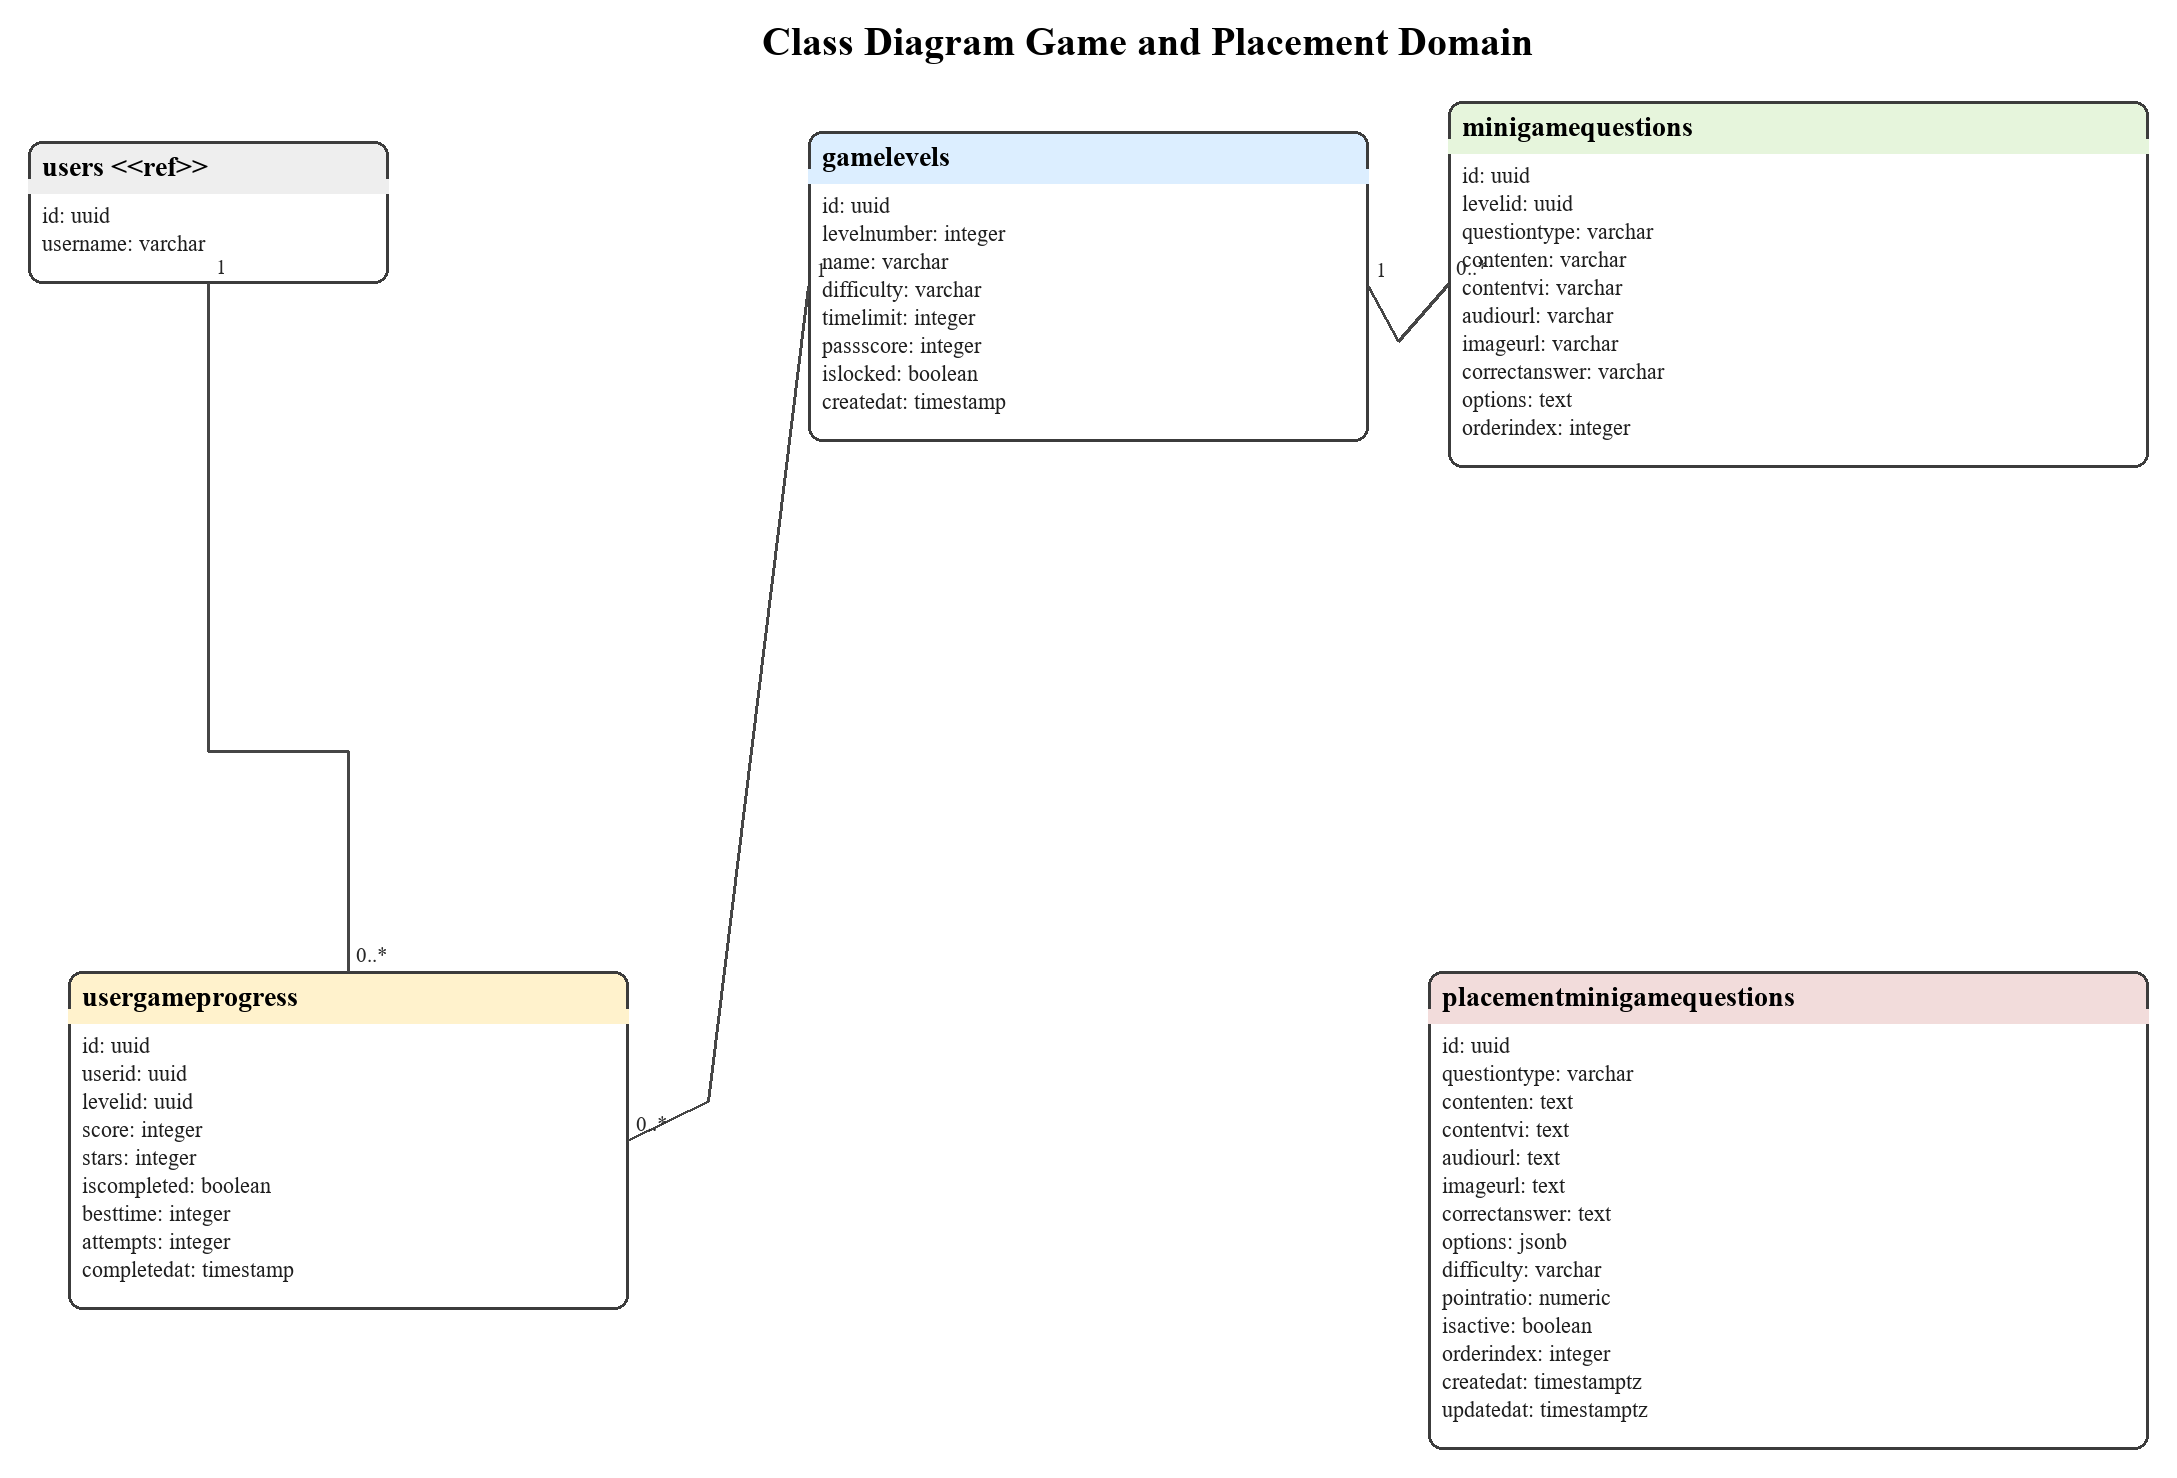 Class Diagram Game and Placement Domain
users <<ref>>
id: uuid
username: varchar
1
gamelevels
id: uuid
levelnumber: integer
name: varchar
1
difficulty: varchar
timelimit: integer
passscore: integer
islocked: boolean
createdat: timestamp
1
minigamequestions
id: uuid
levelid: uuid
questiontype: varchar
contenten: varchar
0..*
contentvi: varchar
audiourl: varchar
imageurl: varchar
correctanswer: varchar
options: text
orderindex: integer
0..*
usergameprogress
id: uuid
userid: uuid
levelid: uuid
score: integer
stars: integer
iscompleted: boolean
besttime: integer
attempts: integer
completedat: timestamp
0..*
placementminigamequestions
id: uuid
questiontype: varchar
contenten: text
contentvi: text
audiourl: text
imageurl: text
correctanswer: text
options: jsonb
difficulty: varchar
pointratio: numeric
isactive: boolean
orderindex: integer
createdat: timestamptz
updatedat: timestamptz